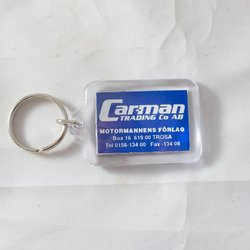 Carman
TRADING Co AB
MOTORMANNENS FÖRLAG
Box 16 619 00 TROSA
Tel 0156-134 00 Fax -134 08